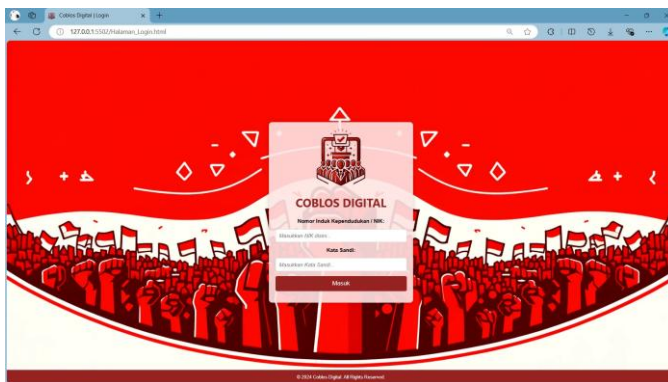 Coblos Digital | Login
127.0.0.1:5502/Halaman_Login.html
COBLOS DIGITAL
Nomor Induk Kependudukan / NIK:
Masukkan NIK disini...
Kata Sandi:
Masukkan Kata Sandi...
Masuk
© 2024 Coblos Digital. All Rights Reserved.